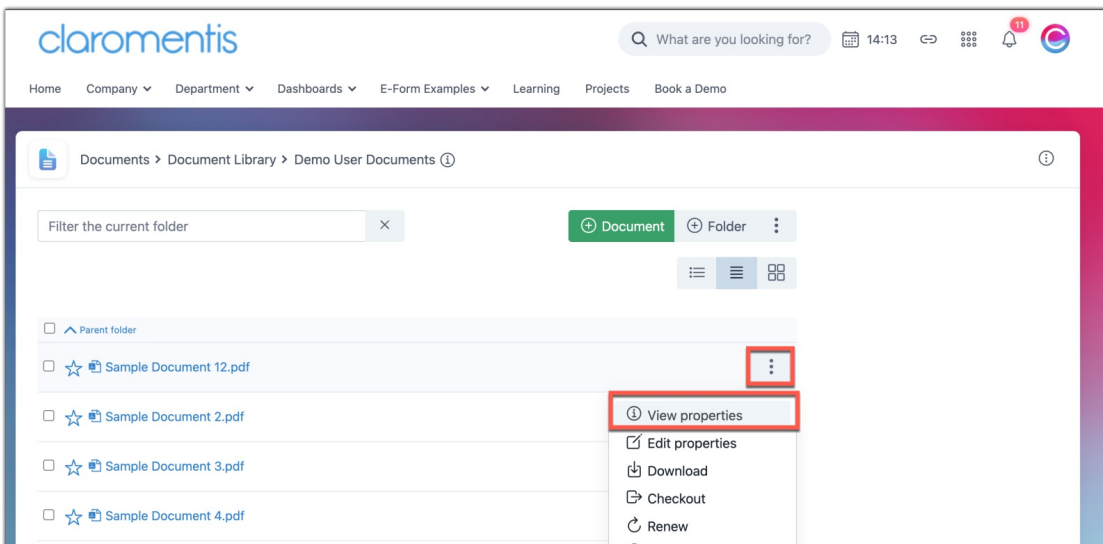 claromentis
What are you looking for?
14:13
11
Home Company Department Dashboards E-Form Examples Learning Projects Book a Demo
Documents > Document Library > Demo User Documents
Filter the current folder
Document
Folder
Parent folder
Sample Document 12.pdf
View properties
Sample Document 2.pdf
Edit properties
Sample Document 3.pdf
Download
Checkout
Sample Document 4.pdf
Renew